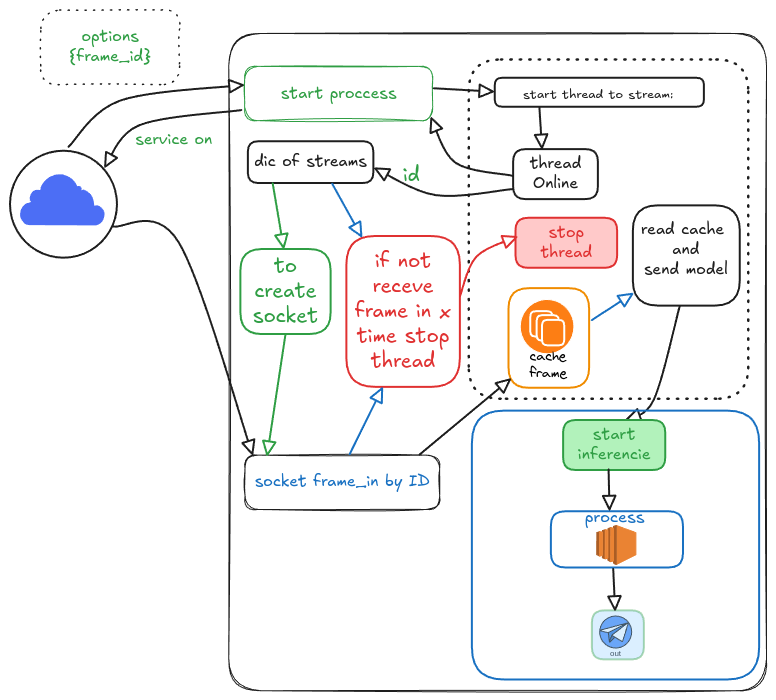 options
{frame_id}
start proccess
start thread to stream:
service on
dic of streams
id
thread
Online
stop
thread
read cache
and
send model
to
create
socket
if not
receve
frame in x
time stop
thread
cache
frame
start
inferencie
socket frame_in by ID
process
out